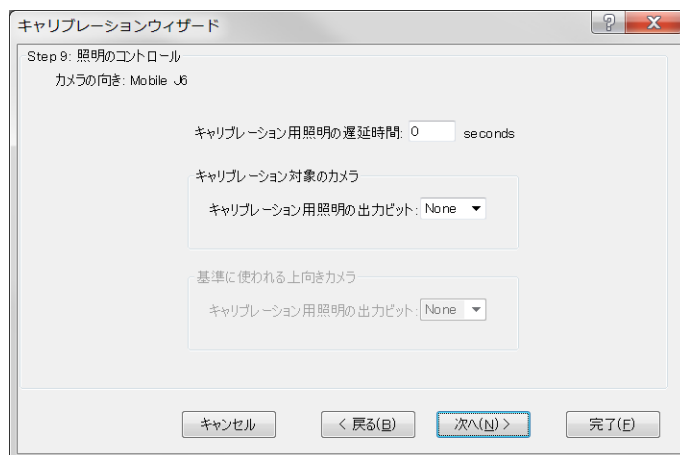 キャリブレーションウィザード
Step 9: 照明のコントロール
カメラの向き: Mobile J6
キャリブレーション用照明の遅延時間: 0 seconds
キャリブレーション対象のカメラ
キャリブレーション用照明の出力ビット: None
基準に使われる上向きカメラ
キャリブレーション用照明の出力ビット: None
キャンセル < 戻る(B) 次へ(N) > 完了(F)